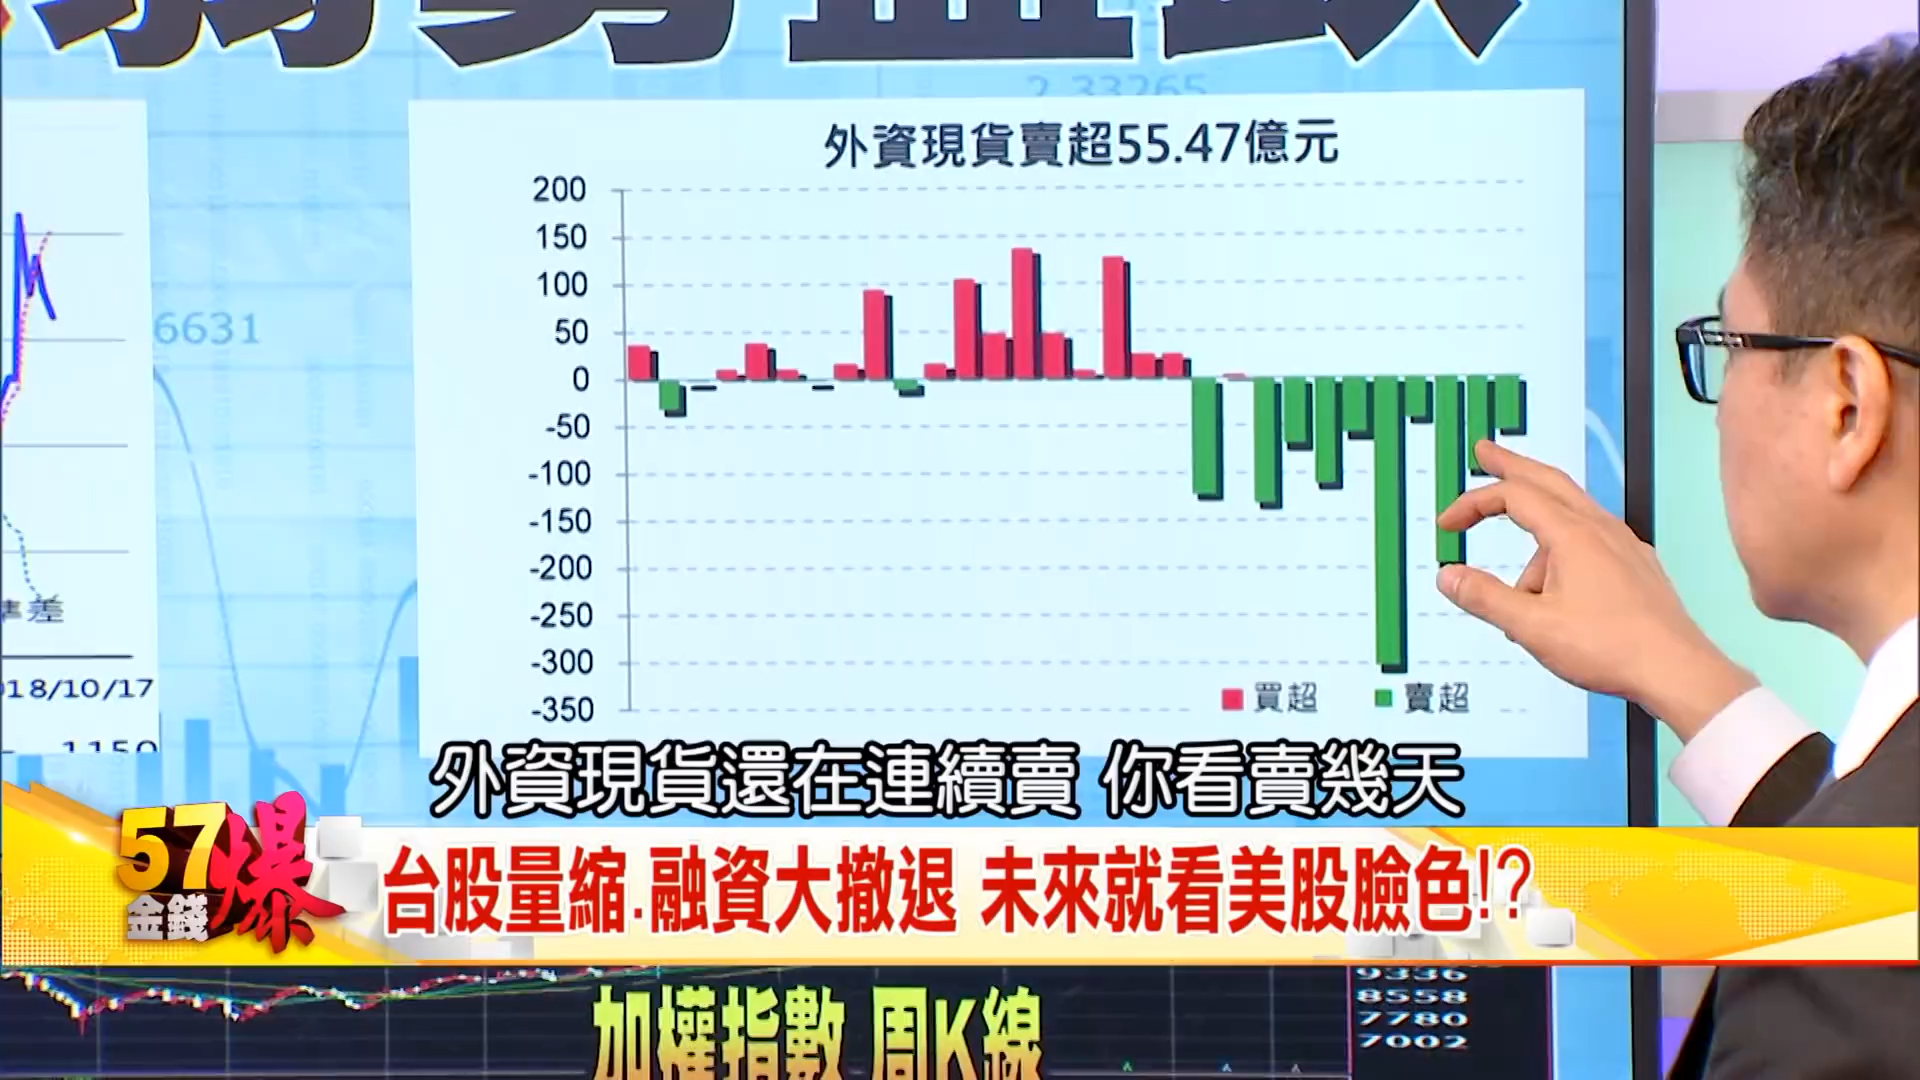 2.33265
外資現貨賣超55.47億元
200
150
100
50
0
-50
-100
-150
-200
-250
-300
-350
買超
賣超
6631
準差
018/10/17
1150
外資現貨還在連續賣 你看賣幾天
57
金錢
爆
台股量縮.融資大撤退 未來就看美股臉色!?
加權指數 周K線
9336
8558
7780
7002